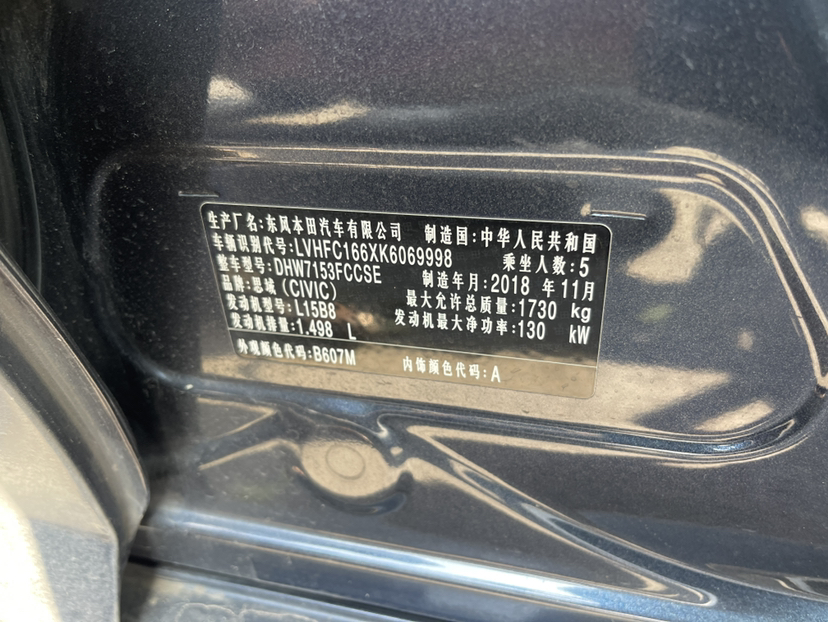 生产厂名:东风本田汽车有限公司 制造国:中华人民共和国
车辆识别代号:LVHFC166XK6069998 乘坐人数:5
整车型号:DHW7153FCCSE 制造年月:2018 年11月
品牌:思域(CIVIC) 最大允许总质量:1730 kg
发动机型号:L15B8 发动机最大净功率:130 kW
发动机排量:1.498 L
外观颜色代码:B607M 内饰颜色代码:A